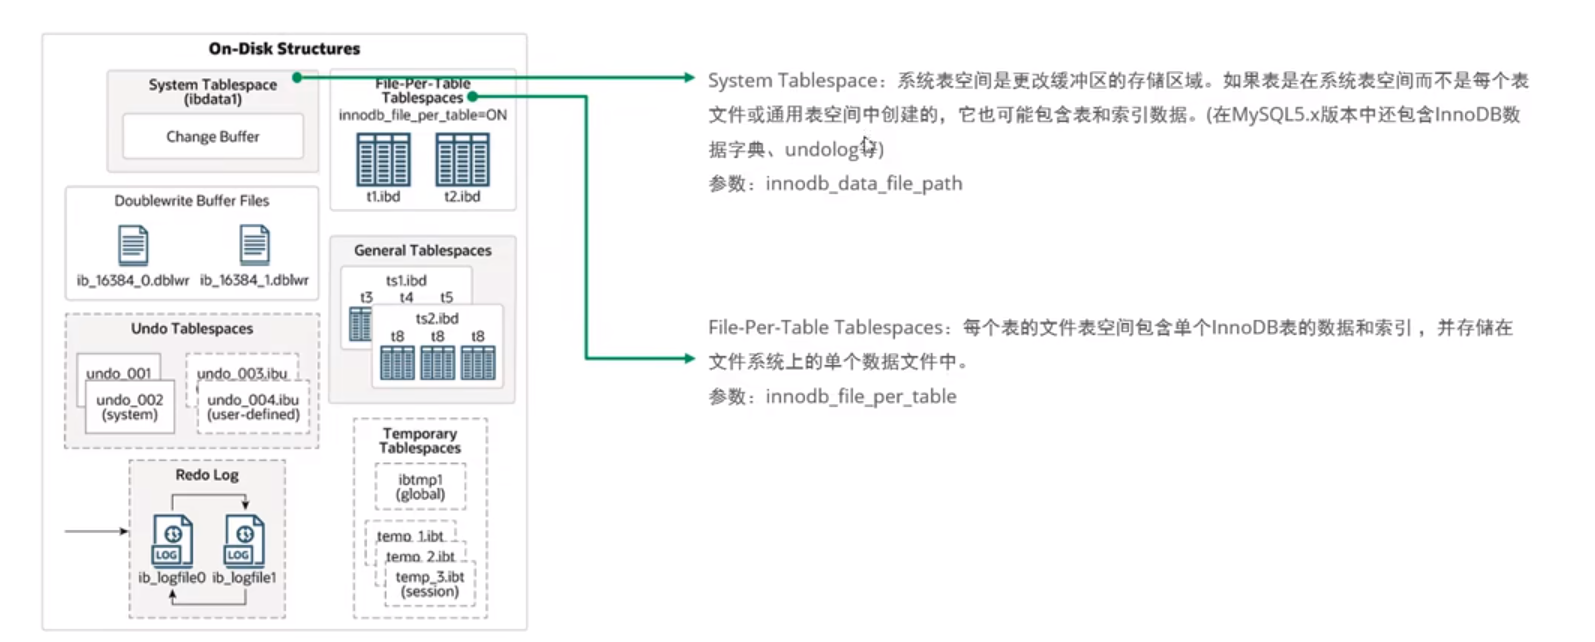 On-Disk Structures
System Tablespace
(ibdata1)
Change Buffer
File-Per-Table
Tablespaces
innodb_file_per_table=ON
t1.ibd
t2.ibd
Doublewrite Buffer Files
ib_16384_0.dblwr
ib_16384_1.dblwr
General Tablespaces
ts1.ibd
t3 t4 t5
ts2.ibd
t8 t8 t8
Undo Tablespaces
undo_001
undo_002
(system)
undo_003.ibu
undo_004.ibu
(user-defined)
Temporary
Tablespaces
ibtmp1
(global)
temp_1.ibt
temp_2.ibt
temp_3.ibt
(session)
Redo Log
LOG
LOG
ib_logfile0
ib_logfile1
System Tablespace：系统表空间是更改缓冲区的存储区域。如果表是在系统表空间而不是每个表
文件或通用表空间中创建的，它也可能包含表和索引数据。(在MySQL5.x版本中还包含InnoDB数
据字典、undolog等)
参数：innodb_data_file_path
File-Per-Table Tablespaces：每个表的文件表空间包含单个InnoDB表的数据和索引 ，并存储在
文件系统上的单个数据文件中。
参数：innodb_file_per_table